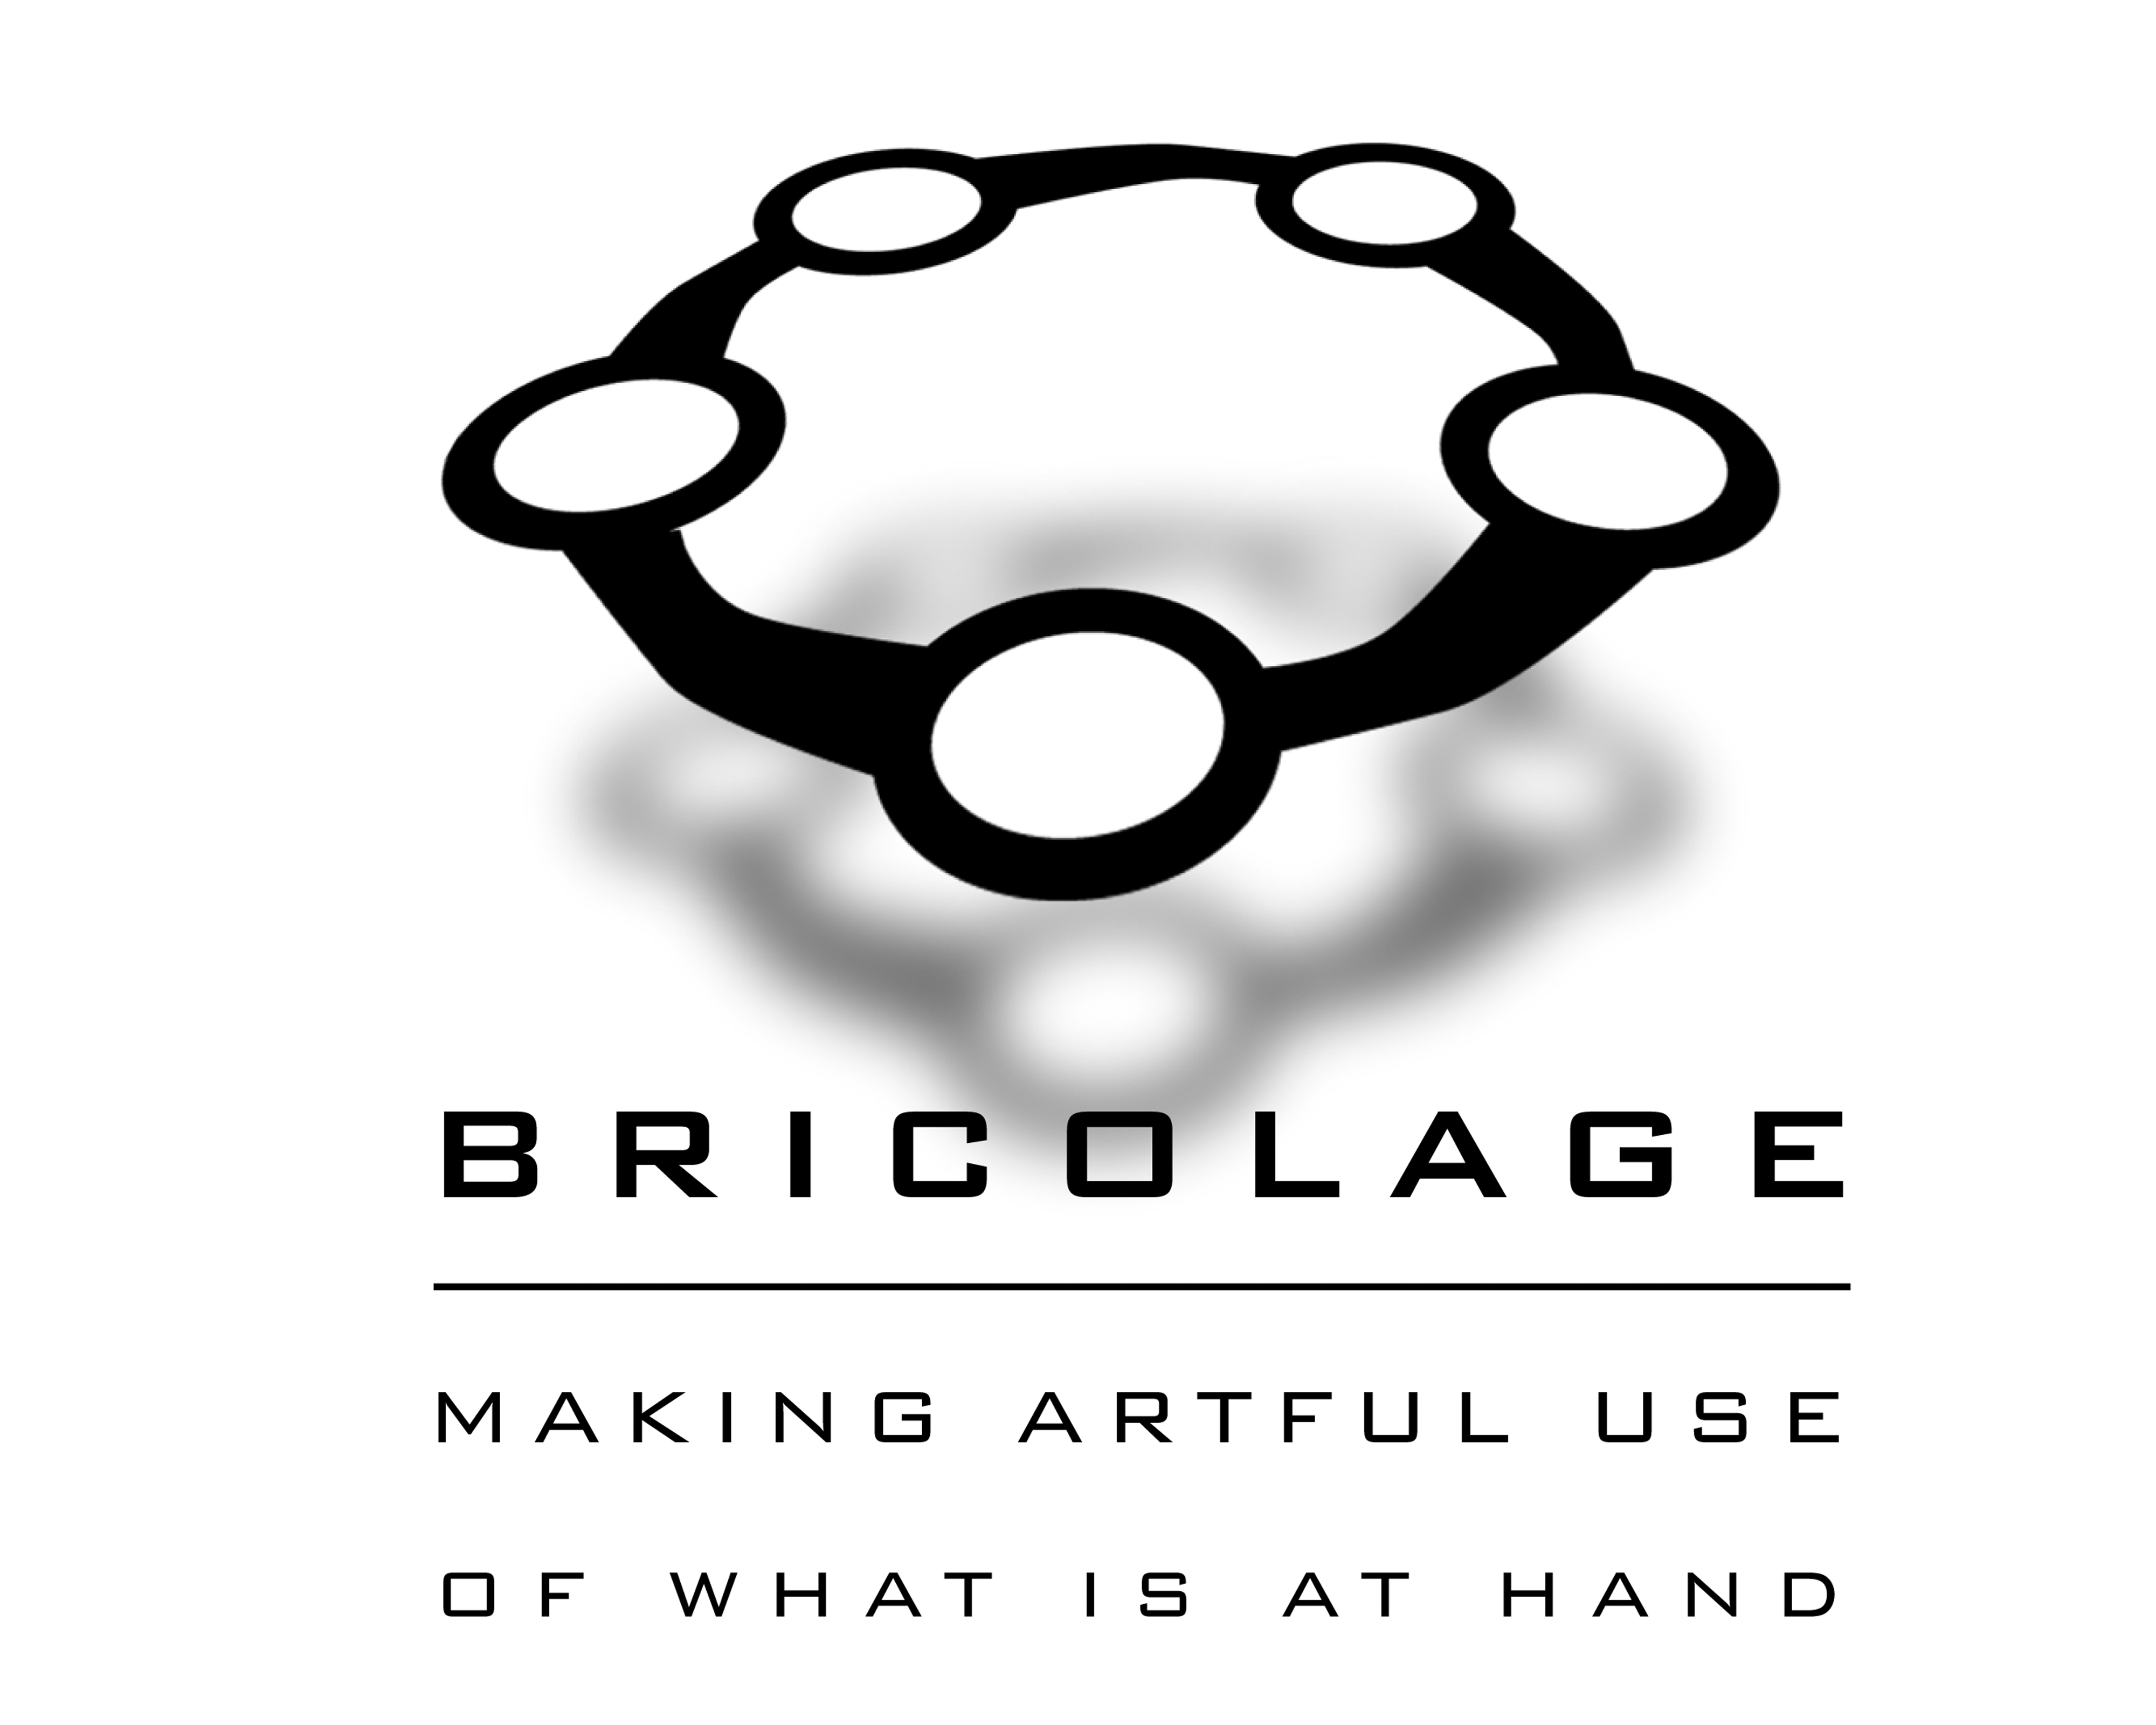 BRICOLAGE
MAKING ARTFUL USE
OF WHAT IS AT HAND